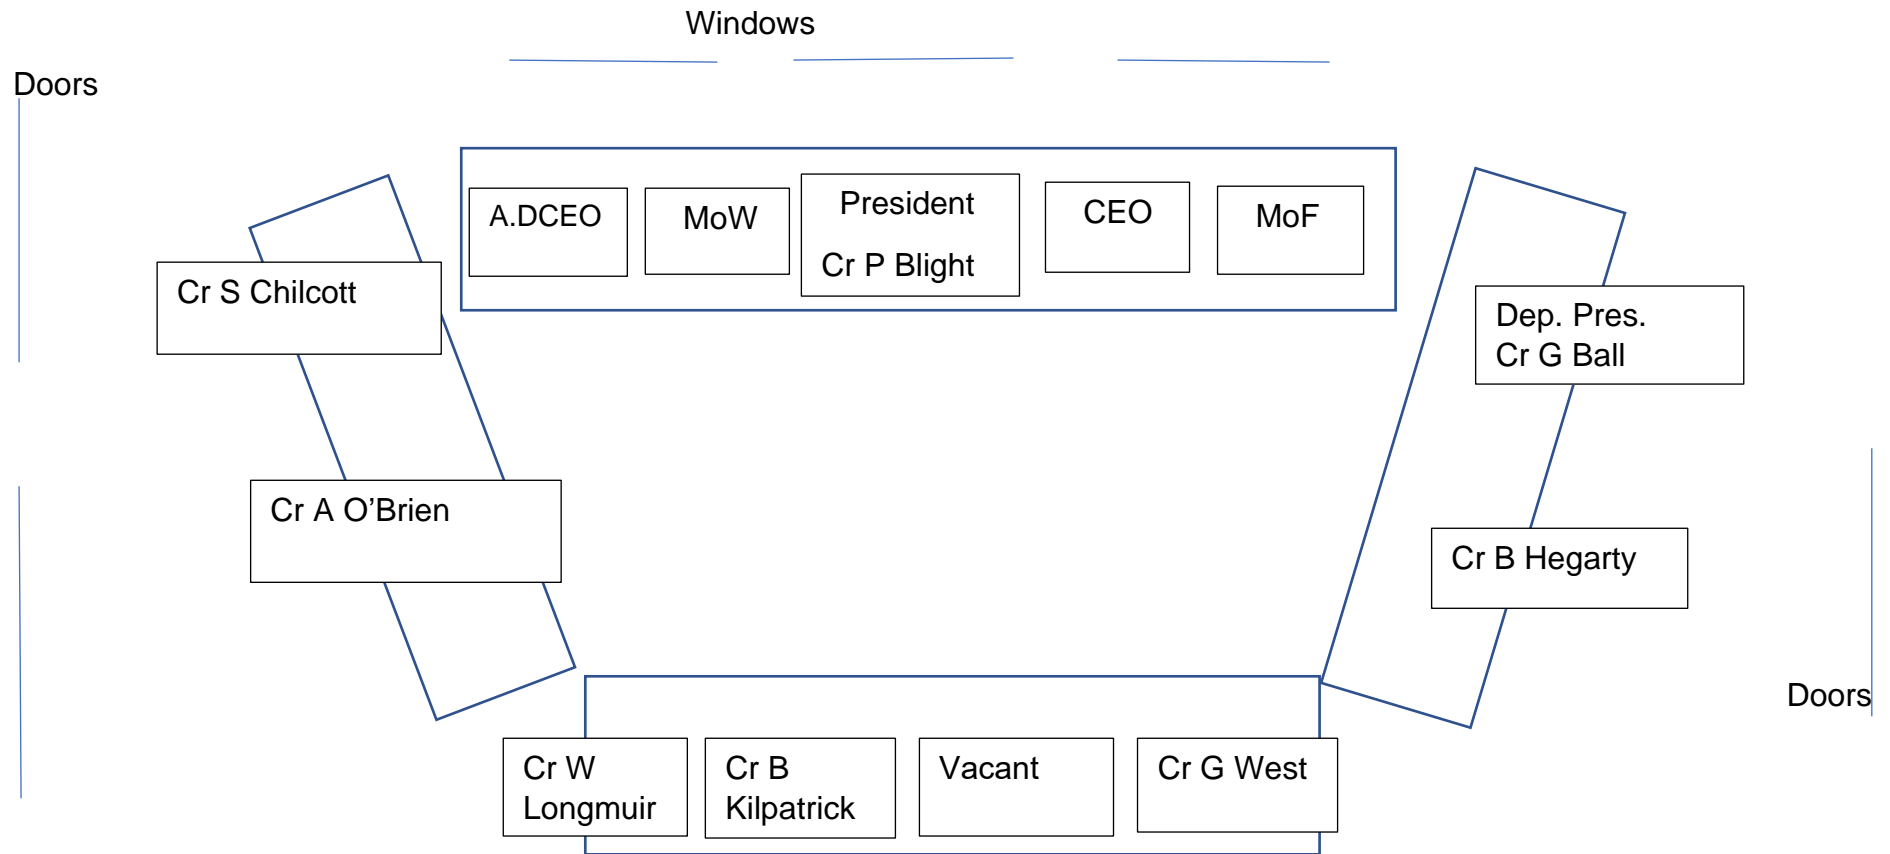 Windows
Doors
A.DCEO
MoW
President
Cr P Blight
CEO
MoF
Cr S Chilcott
Dep. Pres.
Cr G Ball
Cr A O’Brien
Cr B Hegarty
Doors
Cr W
Longmuir
Cr B
Kilpatrick
Vacant
Cr G West